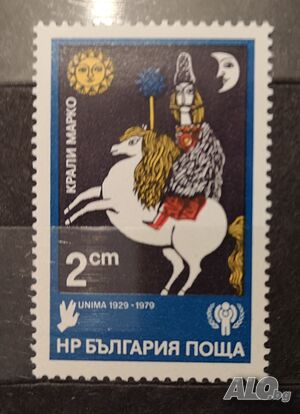 КРАЛИ МАРКО
2 cm
UNIMA 1929 - 1979
НР БЪЛГАРИЯ ПОЩА
ALO.bg